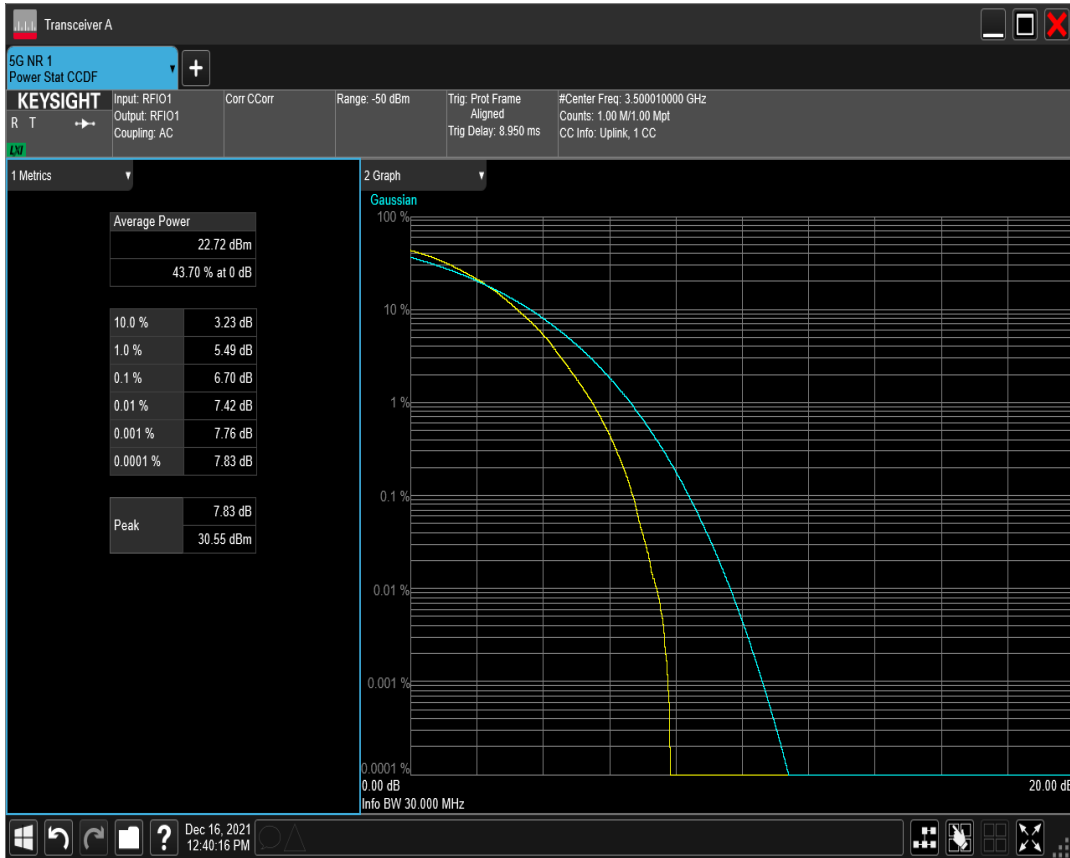 Transceiver A
5G NR 1
Power Stat CCDF
KEYSIGHT
R T
LXI
Input: RFIO1
Output: RFIO1
Coupling: AC
Corr CCorr
Range: -50 dBm
Trig: Prot Frame
Aligned
Trig Delay: 8.950 ms
#Center Freq: 3.500010000 GHz
Counts: 1.00 M/1.00 Mpt
CC Info: Uplink, 1 CC
1 Metrics
Average Power
22.72 dBm
43.70 % at 0 dB
10.0 % 3.23 dB
1.0 % 5.49 dB
0.1 % 6.70 dB
0.01 % 7.42 dB
0.001 % 7.76 dB
0.0001 % 7.83 dB
Peak 7.83 dB
30.55 dBm
2 Graph
Gaussian
100 %
10 %
1 %
0.1 %
0.01 %
0.001 %
0.0001 %
0.00 dB 20.00 dB
Info BW 30.000 MHz
?
Dec 16, 2021
12:40:16 PM